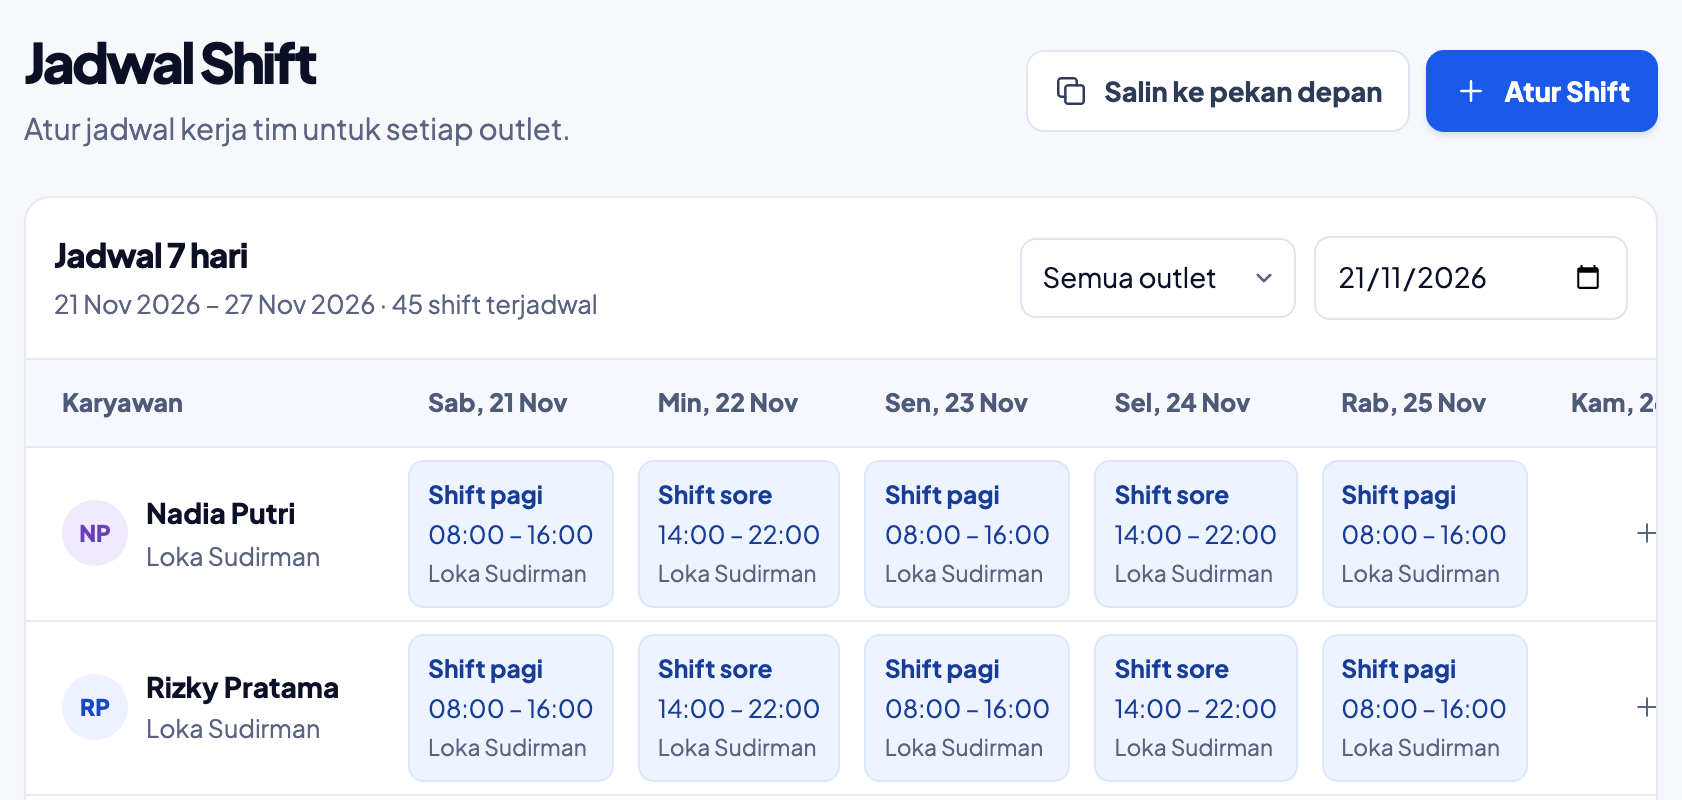 Jadwal Shift
Atur jadwal kerja tim untuk setiap outlet.
Salin ke pekan depan
Atur Shift
Jadwal 7 hari
21 Nov 2026 – 27 Nov 2026 · 45 shift terjadwal
Semua outlet
21/11/2026
Karyawan Sab, 21 Nov Min, 22 Nov Sen, 23 Nov Sel, 24 Nov Rab, 25 Nov Kam,
NP
Nadia Putri
Loka Sudirman
Shift pagi
08:00 – 16:00
Loka Sudirman
Shift sore
14:00 – 22:00
Loka Sudirman
Shift pagi
08:00 – 16:00
Loka Sudirman
Shift sore
14:00 – 22:00
Loka Sudirman
Shift pagi
08:00 – 16:00
Loka Sudirman
RP
Rizky Pratama
Loka Sudirman
Shift pagi
08:00 – 16:00
Loka Sudirman
Shift sore
14:00 – 22:00
Loka Sudirman
Shift pagi
08:00 – 16:00
Loka Sudirman
Shift sore
14:00 – 22:00
Loka Sudirman
Shift pagi
08:00 – 16:00
Loka Sudirman